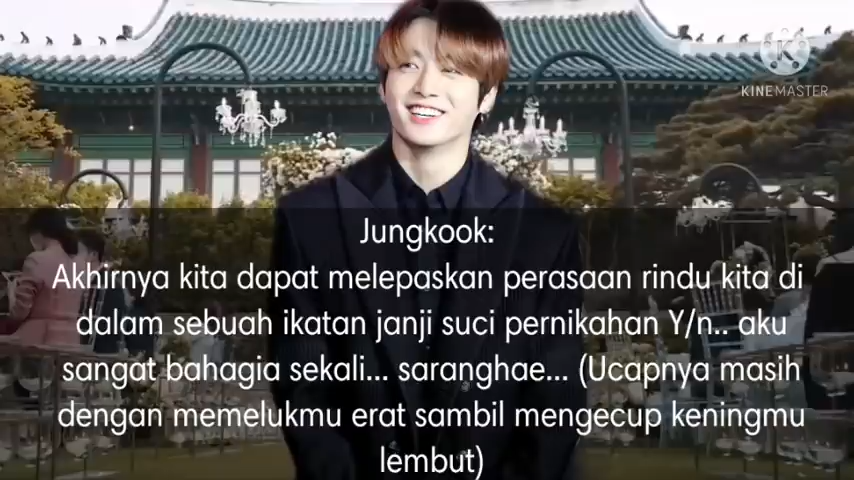 KINEMASTER
Jungkook:
Akhirnya kita dapat melepaskan perasaan rindu kita di
dalam sebuah ikatan janji suci pernikahan Y/n.. aku
sangat bahagia sekali... saranghae... (Ucapnya masih
dengan memelukmu erat sambil mengecup keningmu
lembut)